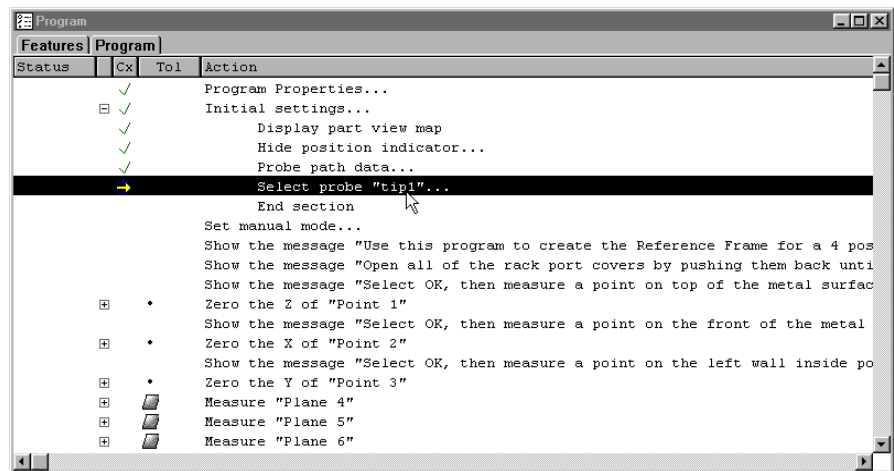 Program
Features Program
Status Cx Tol Action
Program Properties...
Initial settings...
Display part view map
Hide position indicator...
Probe path data...
Select probe "tip1"...
End section
Set manual mode...
Show the message "Use this program to create the Reference Frame for a 4 pos
Show the message "Open all of the rack port covers by pushing them back unti
Show the message "Select OK, then measure a point on top of the metal surfac
Zero the Z of "Point 1"
Show the message "Select OK, then measure a point on the front of the metal
Zero the X of "Point 2"
Show the message "Select OK, then measure a point on the left wall inside po
Zero the Y of "Point 3"
Measure "Plane 4"
Measure "Plane 5"
Measure "Plane 6"